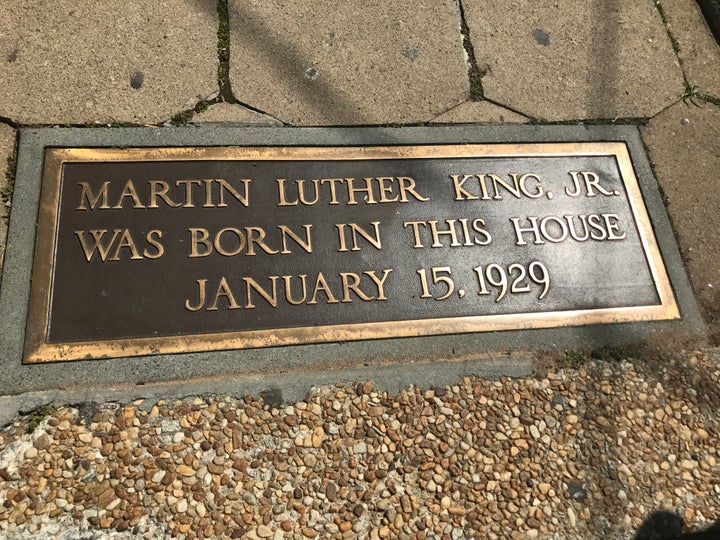 MARTIN LUTHER KING, JR.
WAS BORN IN THIS HOUSE
JANUARY 15, 1929